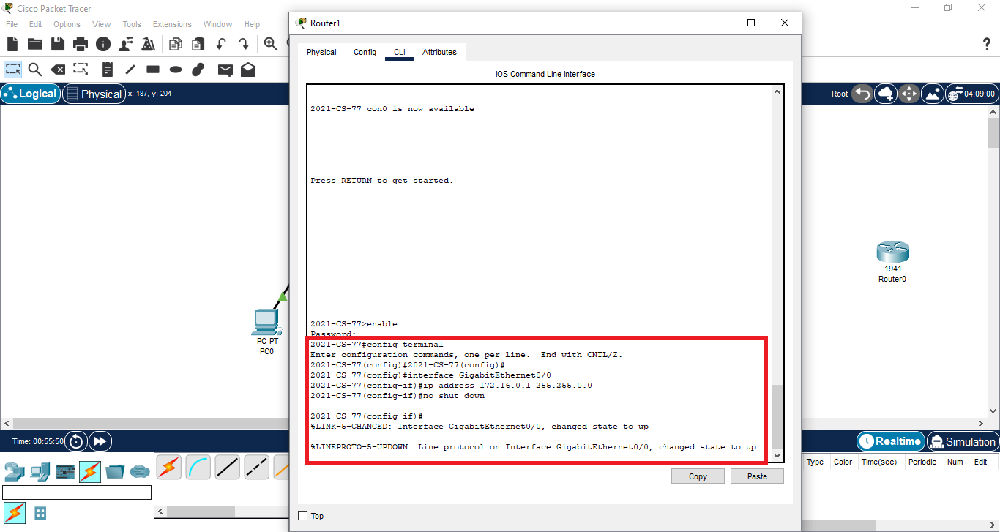 Cisco Packet Tracer
File Edit Options View Tools Extensions Window Help
Logical Physical x: 187, y: 204
Root 04:09:00
PC-PT
PC0
1941
Router0
Router1
Physical Config CLI Attributes
IOS Command Line Interface
2021-CS-77 con0 is now available
Press RETURN to get started.
2021-CS-77>enable
Password:
2021-CS-77#config terminal
Enter configuration commands, one per line.  End with CNTL/Z.
2021-CS-77(config)#2021-CS-77(config)#
2021-CS-77(config)#interface GigabitEthernet0/0
2021-CS-77(config-if)#ip address 172.16.0.1 255.255.0.0
2021-CS-77(config-if)#no shut down
2021-CS-77(config-if)#
%LINK-5-CHANGED: Interface GigabitEthernet0/0, changed state to up
%LINEPROTO-5-UPDOWN: Line protocol on Interface GigabitEthernet0/0, changed state to up
Copy Paste
Top
Time: 00:55:50
Realtime Simulation
Type Color Time(sec) Periodic Num Edit